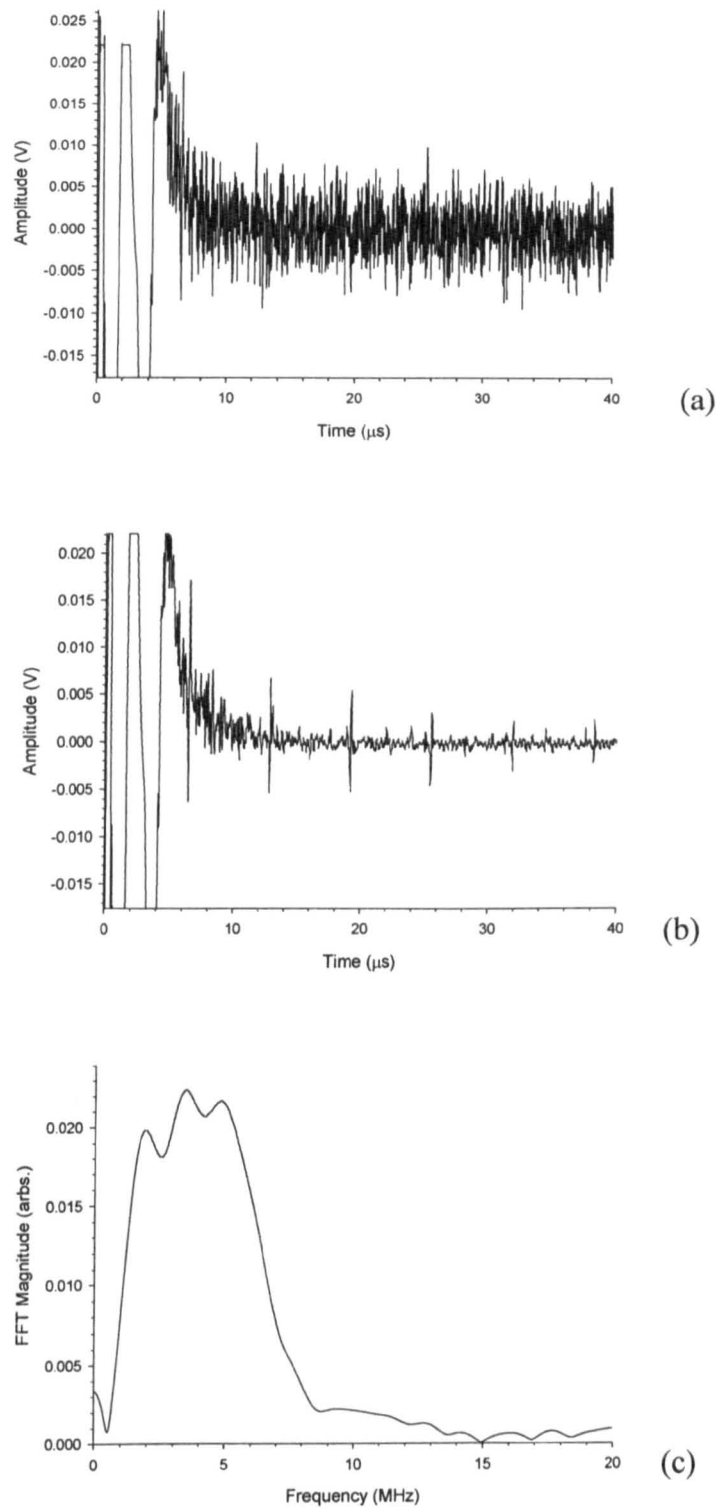 0.025
0.020
0.015
0.010
0.005
0.000
-0.005
-0.010
-0.015
Amplitude (V)
0 10 20 30 40
Time (μs)
(a)
0.020
0.015
0.010
0.005
0.000
-0.005
-0.010
-0.015
Amplitude (V)
0 10 20 30 40
Time (μs)
(b)
0.020
0.015
0.010
0.005
0.000
FFT Magnitude (arbs.)
0 5 10 15 20
Frequency (MHz)
(c)